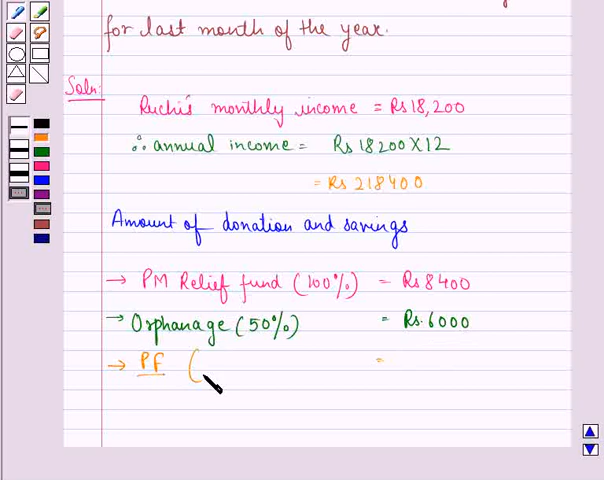 for last month of the year.
Soln:
Ruchi's monthly income = Rs 18,200
∴ annual income = Rs 18200 X 12
= Rs 218400
Amount of donation and savings
→ PM Relief fund (100%) = Rs 8400
→ Orphanage (50%) = Rs. 6000
→ PF ( =